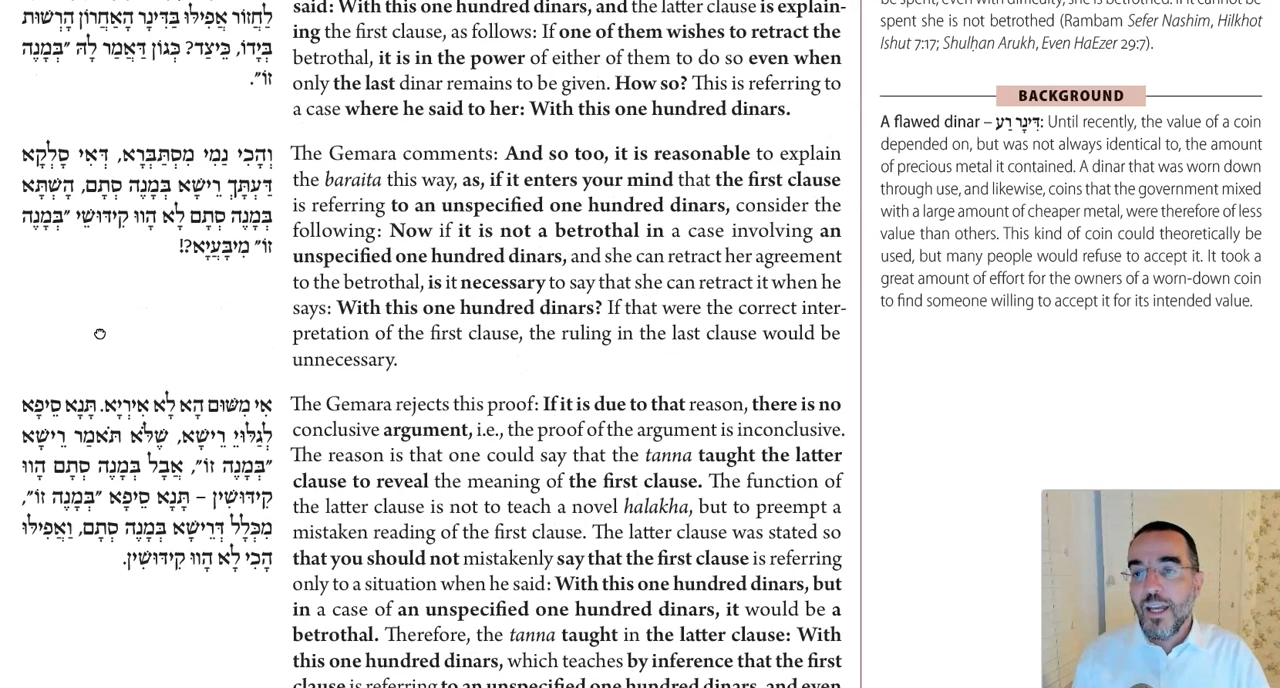 לַחֲזוֹר אֲפִילּוּ בַּדִּינָר הָאַחֲרוֹן הָרְשׁוּת
בְּיָדוֹ, כֵּיצַד? כְּגוֹן דַּאֲמַר לַהּ ״בְּמָנֶה
זוֹ״.
וְהָכִי נַמִי מִסְתַּבְּרָא, דְּאִי סָלְקָא
דַּעְתָּךְ רֵישָׁא בְּמָנֶה סְתָם, הַשְׁתָּא
בְּמָנֶה סְתָם לָא הָווּ קִידּוּשֵׁי ״בְּמָנֶה
זוֹ״ מִיבַּעֲיָא?!
אִי מִשּׁוּם הָא לָא אִירְיָא. תָּנָא סֵיפָא
לְגַלּוּיֵי רֵישָׁא, שֶׁלֹּא תֹּאמַר רֵישָׁא
״בְּמָנֶה זוֹ״, אֲבָל בְּמָנֶה סְתָם הָווּ
קִידּוּשִׁין – תָּנָא סֵיפָא ״בְּמָנֶה זוֹ״,
מִכְּלָל דְּרֵישָׁא בְּמָנֶה סְתָם, וַאֲפִילּוּ
הָכִי לָא הָווּ קִידּוּשִׁין.
said: With this one hundred dinars, and the latter clause is explain-
ing the first clause, as follows: If one of them wishes to retract the
betrothal, it is in the power of either of them to do so even when
only the last dinar remains to be given. How so? This is referring to
a case where he said to her: With this one hundred dinars.
The Gemara comments: And so too, it is reasonable to explain
the baraita this way, as, if it enters your mind that the first clause
is referring to an unspecified one hundred dinars, consider the
following: Now if it is not a betrothal in a case involving an
unspecified one hundred dinars, and she can retract her agreement
to the betrothal, is it necessary to say that she can retract it when he
says: With this one hundred dinars? If that were the correct inter-
pretation of the first clause, the ruling in the last clause would be
unnecessary.
The Gemara rejects this proof: If it is due to that reason, there is no
conclusive argument, i.e., the proof of the argument is inconclusive.
The reason is that one could say that the tanna taught the latter
clause to reveal the meaning of the first clause. The function of
the latter clause is not to teach a novel halakha, but to preempt a
mistaken reading of the first clause. The latter clause was stated so
that you should not mistakenly say that the first clause is referring
only to a situation when he said: With this one hundred dinars, but
in a case of an unspecified one hundred dinars, it would be a
betrothal. Therefore, the tanna taught in the latter clause: With
this one hundred dinars, which teaches by inference that the first
clause is referring to an unspecified one hundred dinars, and even
be spent, even with difficulty, she is betrothed. If it cannot be
spent she is not betrothed (Rambam Sefer Nashim, Hilkhot
Ishut 7:17; Shulḥan Arukh, Even HaEzer 29:7).
BACKGROUND
A flawed dinar – דִּינָר רַע: Until recently, the value of a coin
depended on, but was not always identical to, the amount
of precious metal it contained. A dinar that was worn down
through use, and likewise, coins that the government mixed
with a large amount of cheaper metal, were therefore of less
value than others. This kind of coin could theoretically be
used, but many people would refuse to accept it. It took a
great amount of effort for the owners of a worn-down coin
to find someone willing to accept it for its intended value.